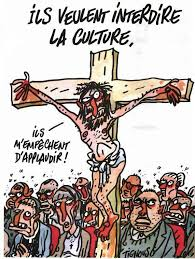 ILS VEULENT INTERDIRE
LA CULTURE,
ILS
M'EMPÊCHENT
D'APPLAUDIR !
TIGNOUS